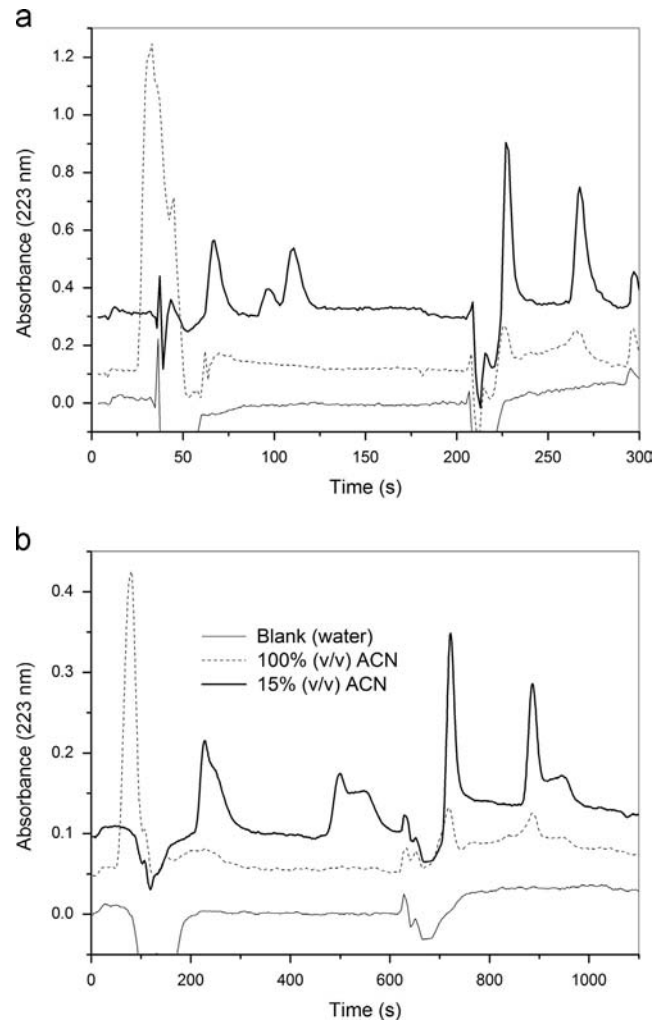 a
1.2
1.0
0.8
0.6
0.4
0.2
0.0
Absorbance (223 nm)
0 50 100 150 200 250 300
Time (s)
b
0.4
0.3
0.2
0.1
0.0
Absorbance (223 nm)
Blank (water)
100% (v/v) ACN
15% (v/v) ACN
0 200 400 600 800 1000
Time (s)